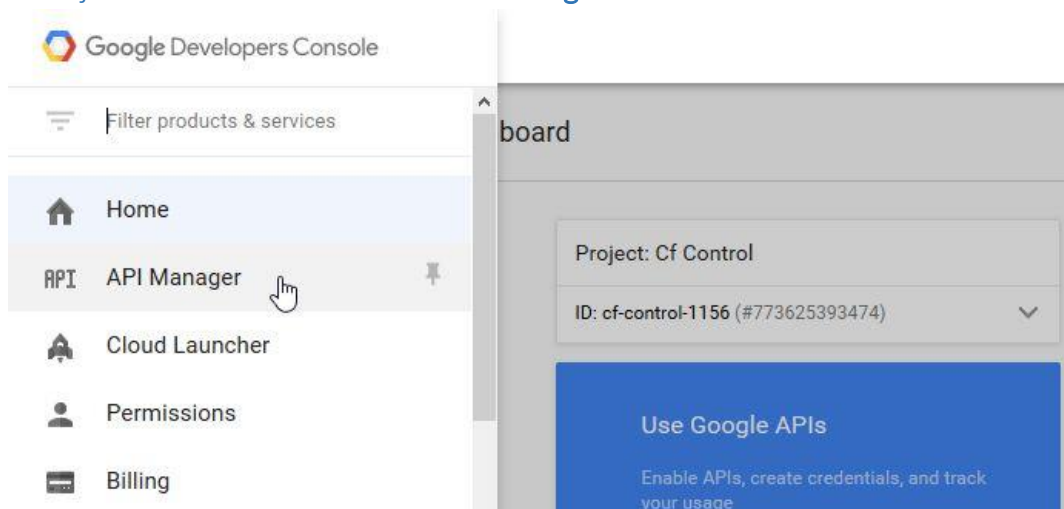 Google Developers Console
Filter products & services
Home
API API Manager
Cloud Launcher
Permissions
Billing
board
Project: Cf Control
ID: cf-control-1156 (#773625393474)
Use Google APIs
Enable APIs, create credentials, and track
your usage